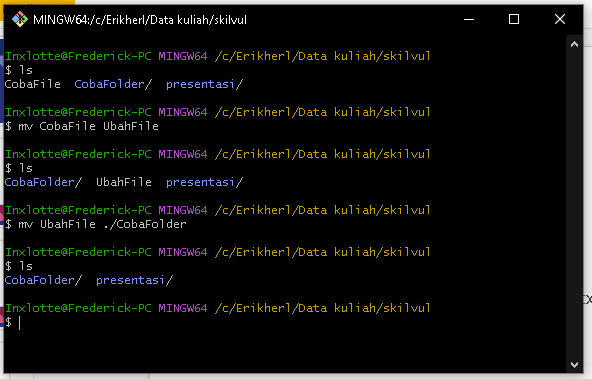 MINGW64:/c/Erikherl/Data kuliah/skilvul
Inxlotte@Frederick-PC MINGW64 /c/Erikherl/Data kuliah/skilvul
$ ls
CobaFile  CobaFolder/  presentasi/
Inxlotte@Frederick-PC MINGW64 /c/Erikherl/Data kuliah/skilvul
$ mv CobaFile UbahFile
Inxlotte@Frederick-PC MINGW64 /c/Erikherl/Data kuliah/skilvul
$ ls
CobaFolder/  UbahFile  presentasi/
Inxlotte@Frederick-PC MINGW64 /c/Erikherl/Data kuliah/skilvul
$ mv UbahFile ./CobaFolder
Inxlotte@Frederick-PC MINGW64 /c/Erikherl/Data kuliah/skilvul
$ ls
CobaFolder/  presentasi/
Inxlotte@Frederick-PC MINGW64 /c/Erikherl/Data kuliah/skilvul
$